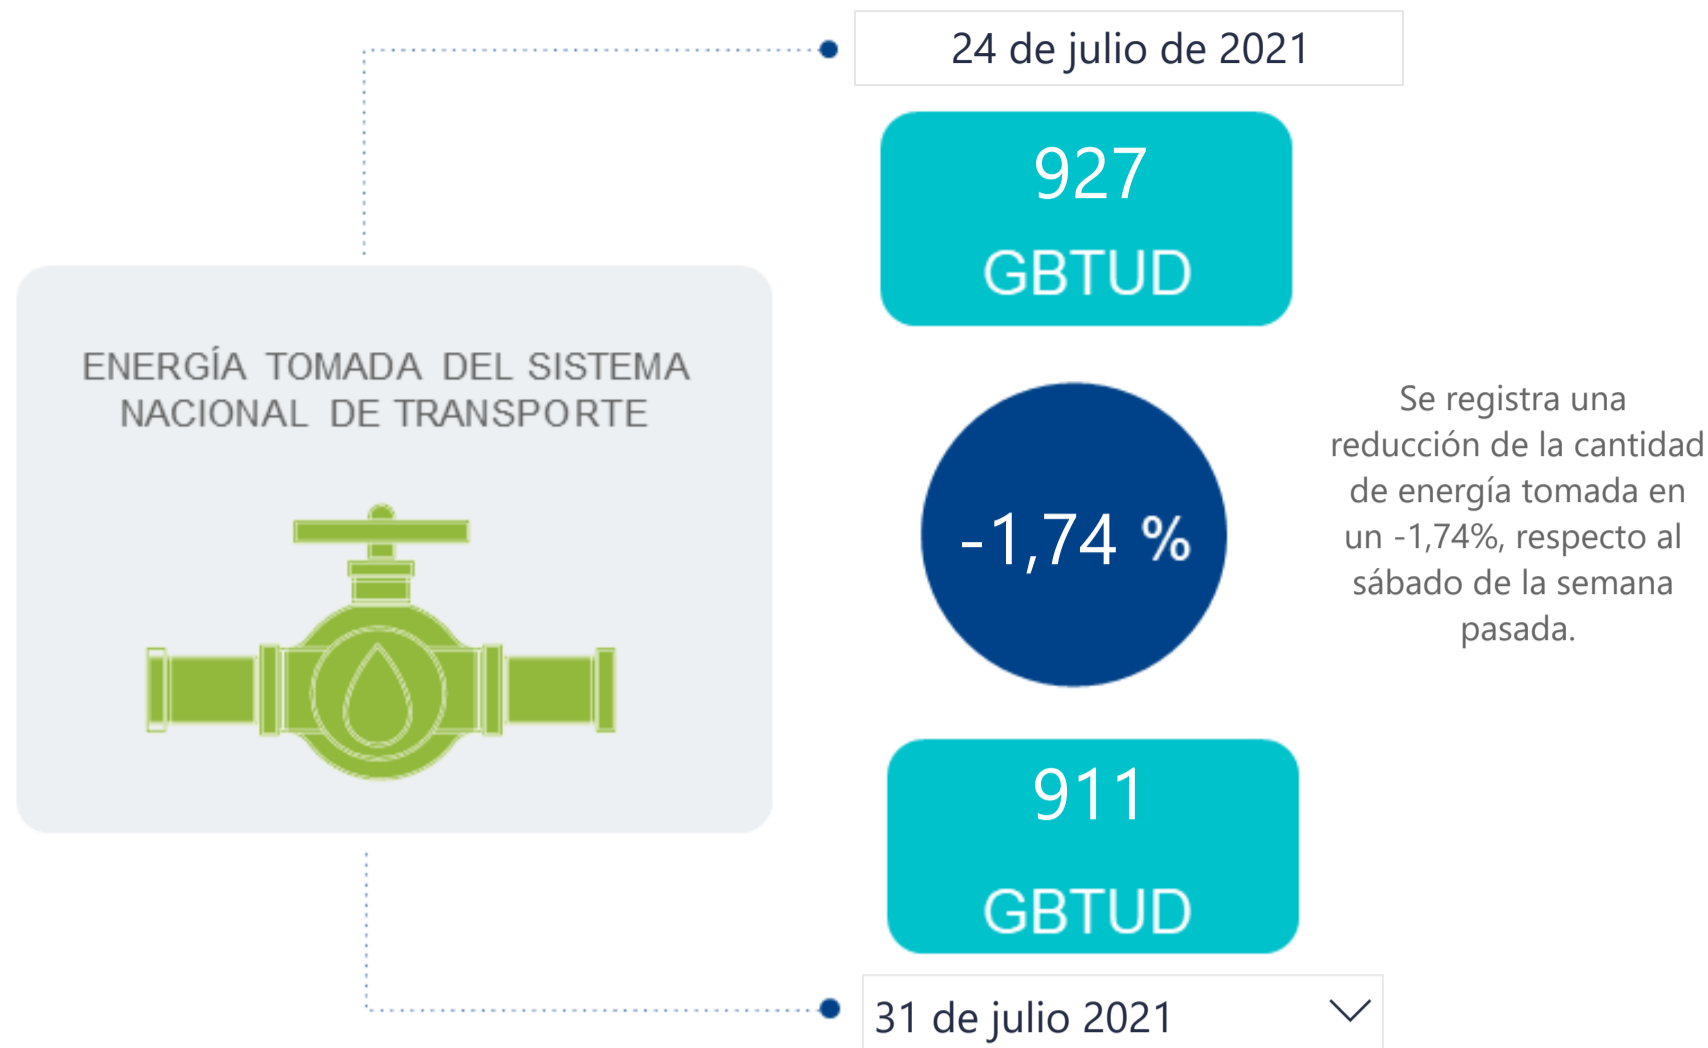 24 de julio de 2021
927
GBTUD
ENERGÍA TOMADA DEL SISTEMA
NACIONAL DE TRANSPORTE
-1,74 %
Se registra una
reducción de la cantidad
de energía tomada en
un -1,74%, respecto al
sábado de la semana
pasada.
911
GBTUD
31 de julio 2021